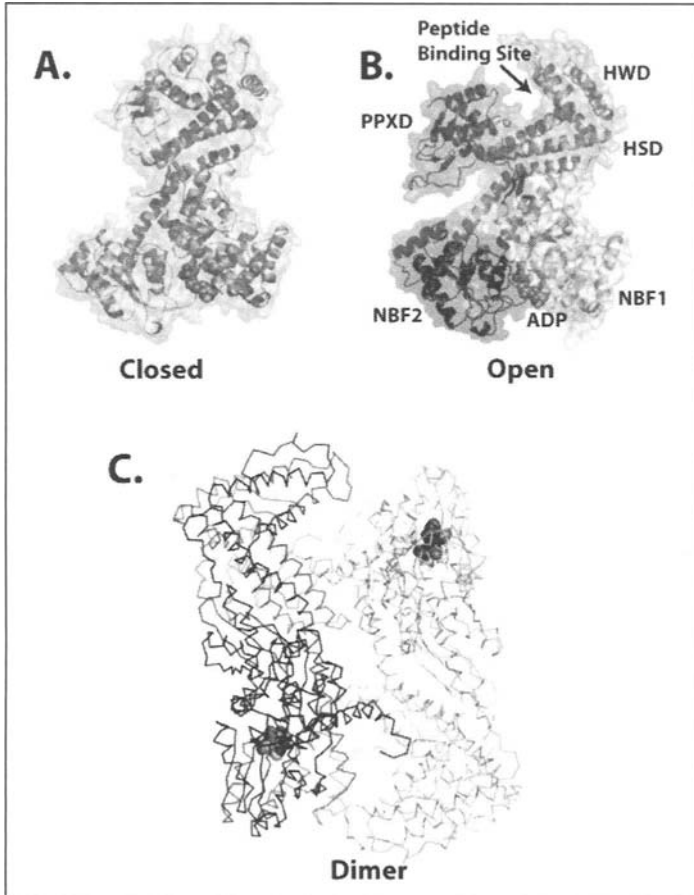 A.
B.
Peptide
Binding Site
HWD
PPXD
HSD
NBF2
ADP
NBF1
Closed
Open
C.
Dimer